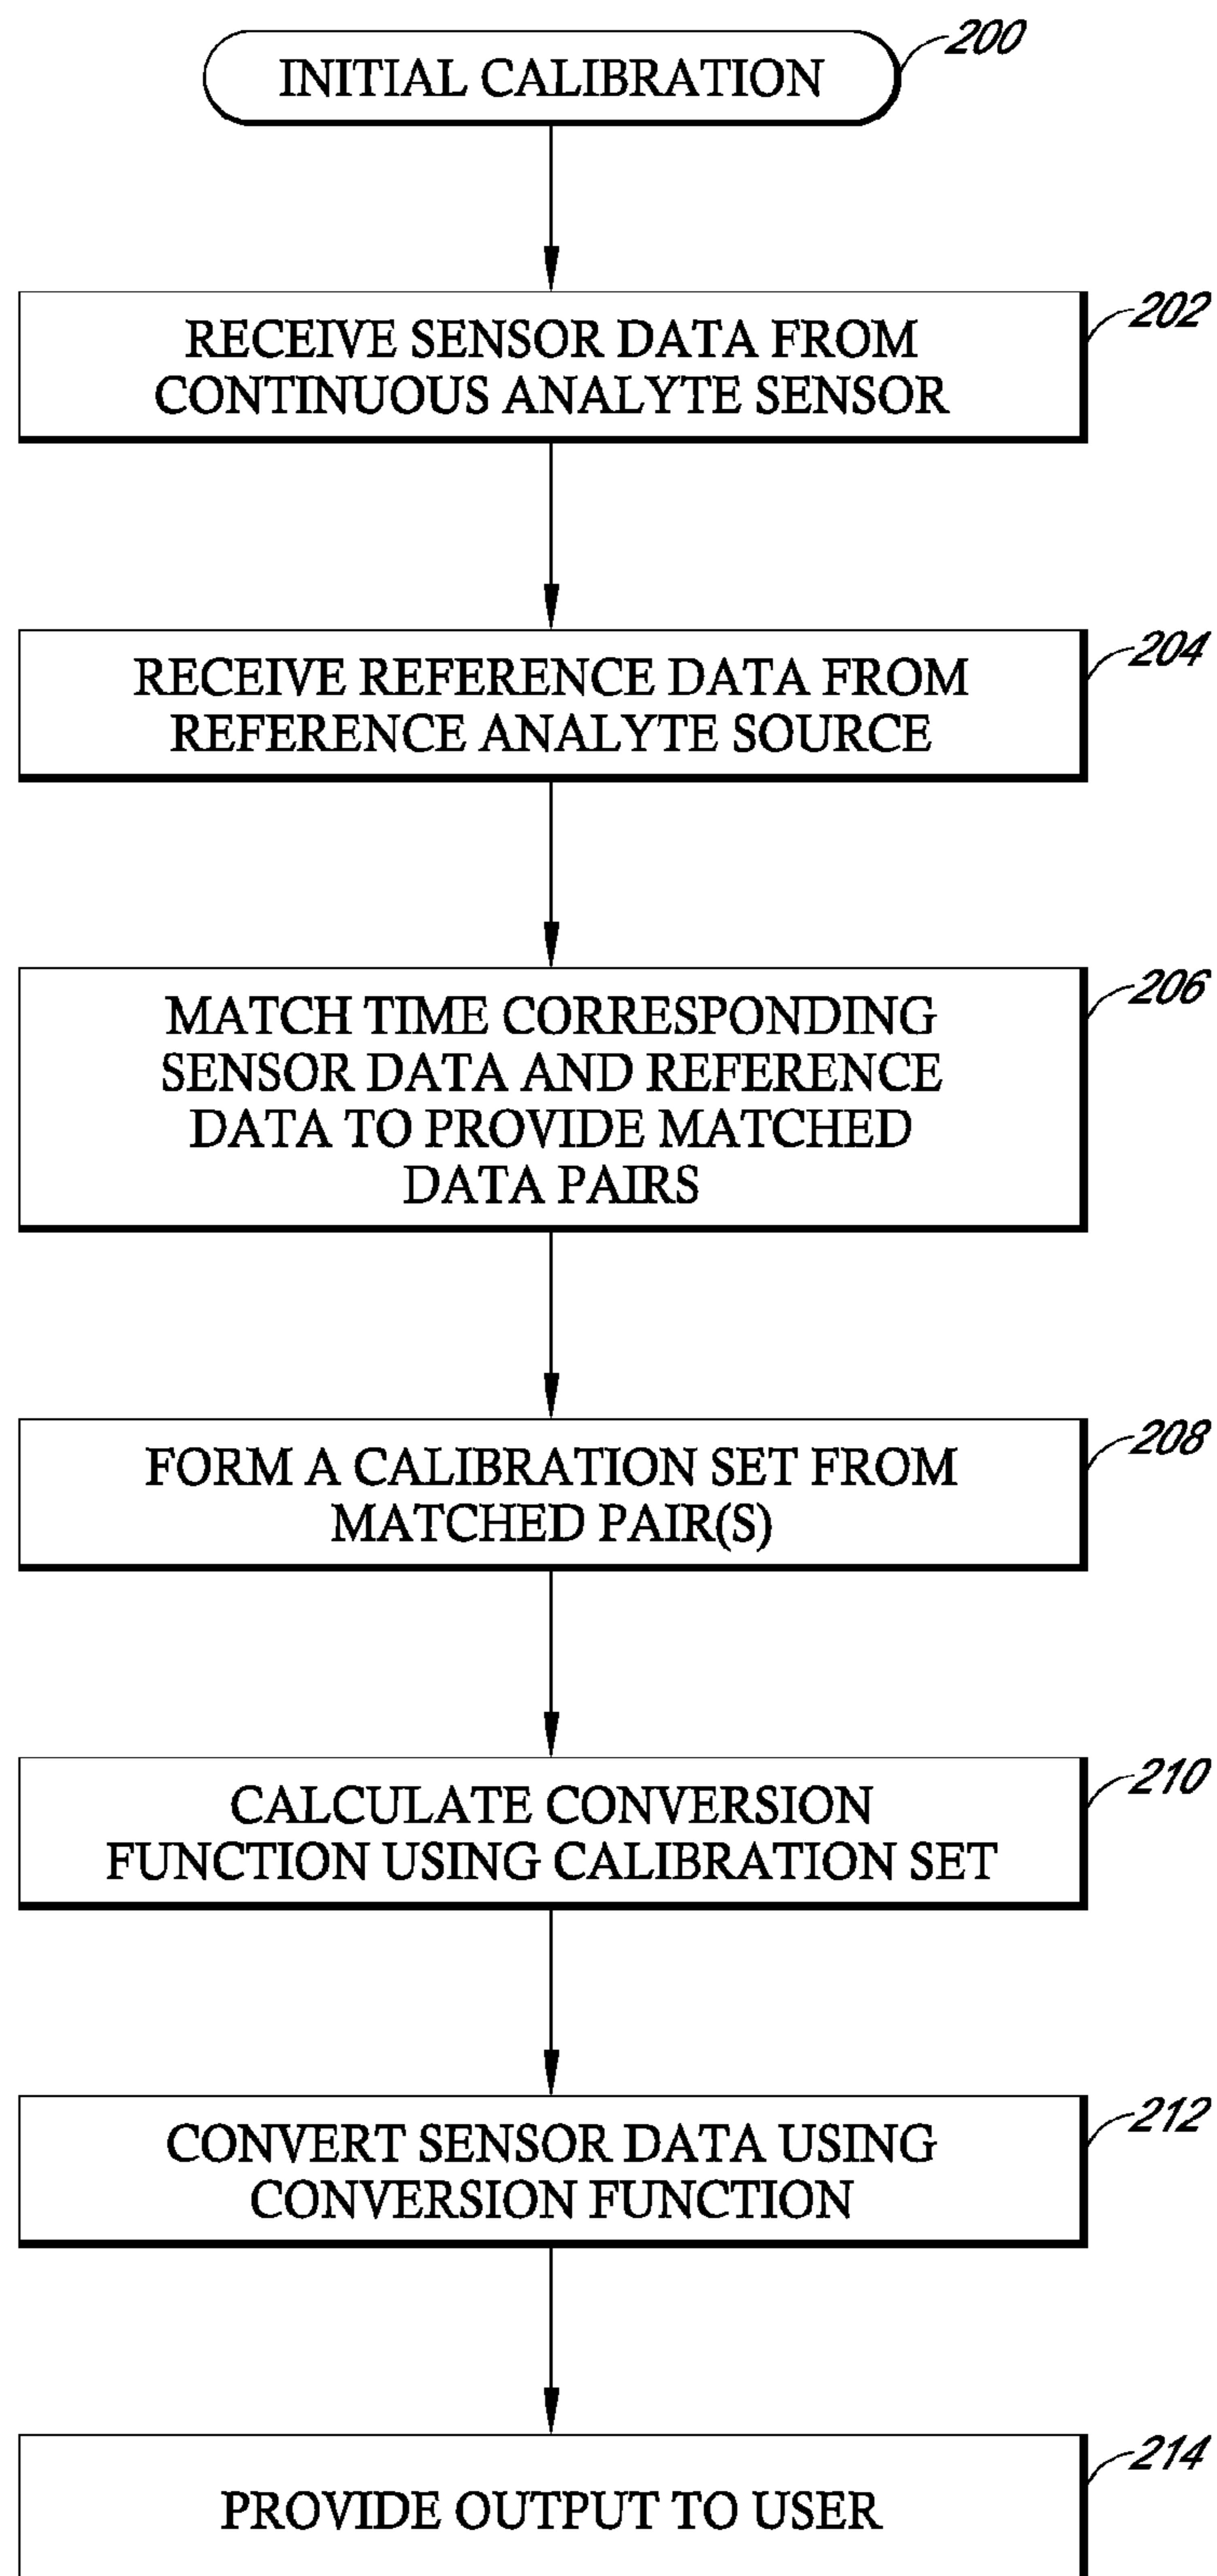 INITIAL CALIBRATION
200
RECEIVE SENSOR DATA FROM
CONTINUOUS ANALYTE SENSOR
202
RECEIVE REFERENCE DATA FROM
REFERENCE ANALYTE SOURCE
204
MATCH TIME CORRESPONDING
SENSOR DATA AND REFERENCE
DATA TO PROVIDE MATCHED
DATA PAIRS
206
FORM A CALIBRATION SET FROM
MATCHED PAIR(S)
208
CALCULATE CONVERSION
FUNCTION USING CALIBRATION SET
210
CONVERT SENSOR DATA USING
CONVERSION FUNCTION
212
PROVIDE OUTPUT TO USER
214